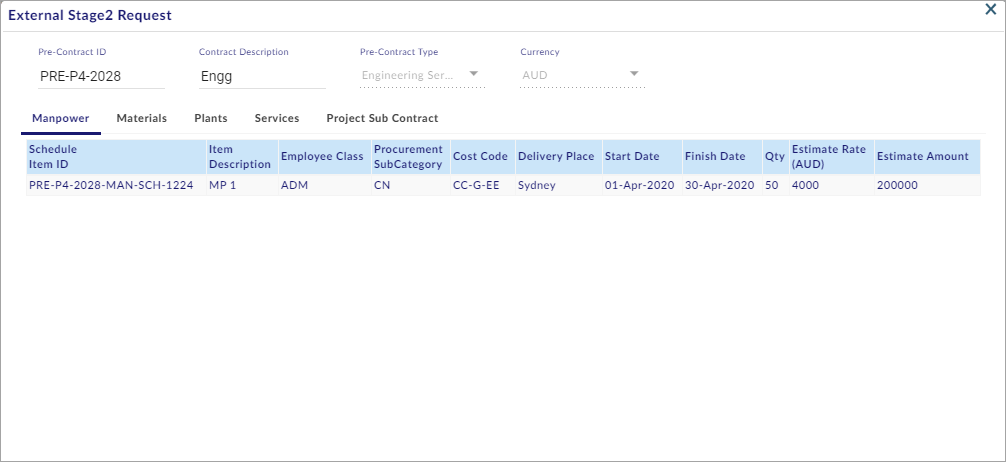 External Stage2 Request
Pre-Contract ID Contract Description Pre-Contract Type Currency
PRE-P4-2028 Engg Engineering Ser... AUD
Manpower Materials Plants Services Project Sub Contract
Schedule Item ID Item Description Employee Class Procurement SubCategory Cost Code Delivery Place Start Date Finish Date Qty Estimate Rate (AUD) Estimate Amount
PRE-P4-2028-MAN-SCH-1224 MP 1 ADM CN CC-G-EE Sydney 01-Apr-2020 30-Apr-2020 50 4000 200000